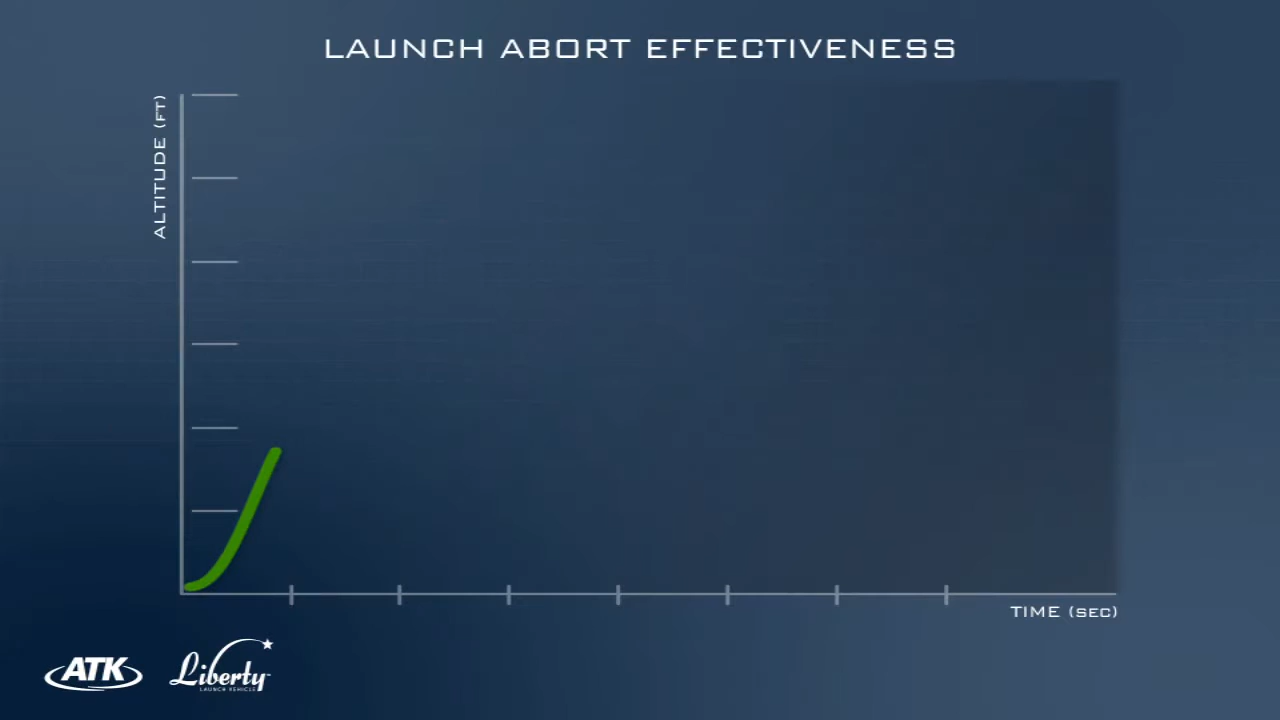 LAUNCH ABORT EFFECTIVENESS
ALTITUDE (FT)
TIME (SEC)
ATK
Liberty
LAUNCH VEHICLE